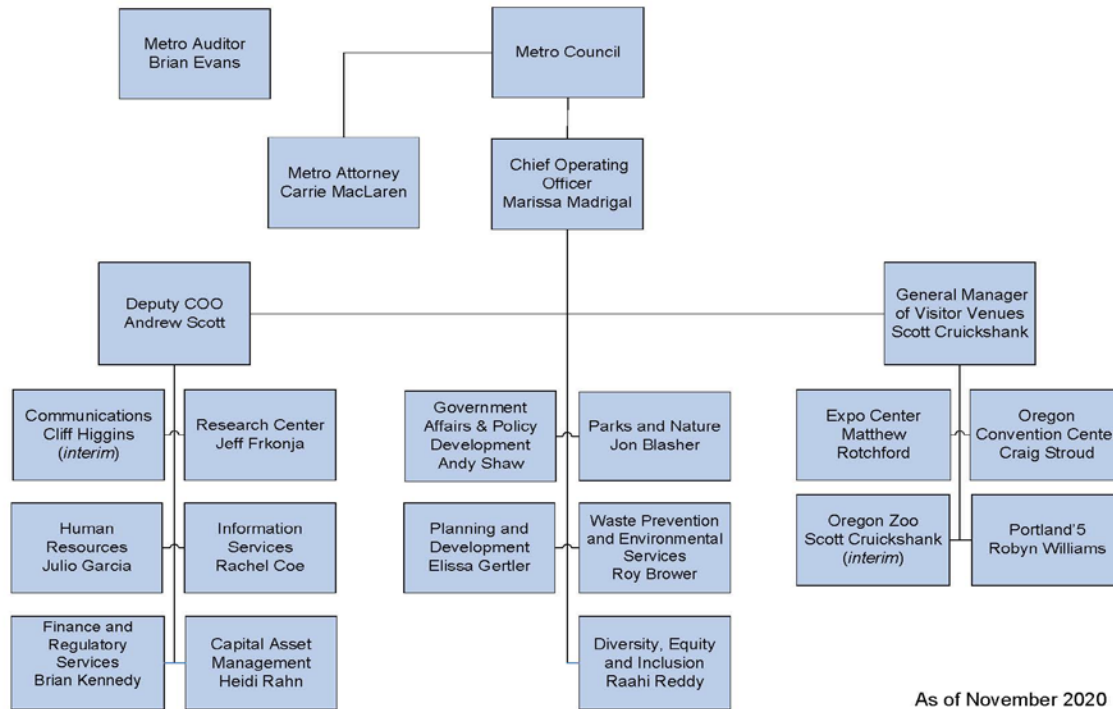 Metro Auditor
Brian Evans
Metro Council
Metro Attorney
Carrie MacLaren
Chief Operating
Officer
Marissa Madrigal
Deputy COO
Andrew Scott
General Manager
of Visitor Venues
Scott Cruickshank
Communications
Cliff Higgins
(interim)
Research Center
Jeff Frkonja
Government
Affairs & Policy
Development
Andy Shaw
Parks and Nature
Jon Blasher
Expo Center
Matthew
Rotchford
Oregon
Convention Center
Craig Stroud
Human
Resources
Julio Garcia
Information
Services
Rachel Coe
Planning and
Development
Elissa Gertler
Waste Prevention
and Environmental
Services
Roy Brower
Oregon Zoo
Scott Cruickshank
(interim)
Portland'5
Robyn Williams
Finance and
Regulatory
Services
Brian Kennedy
Capital Asset
Management
Heidi Rahn
Diversity, Equity
and Inclusion
Raahi Reddy
As of November 2020